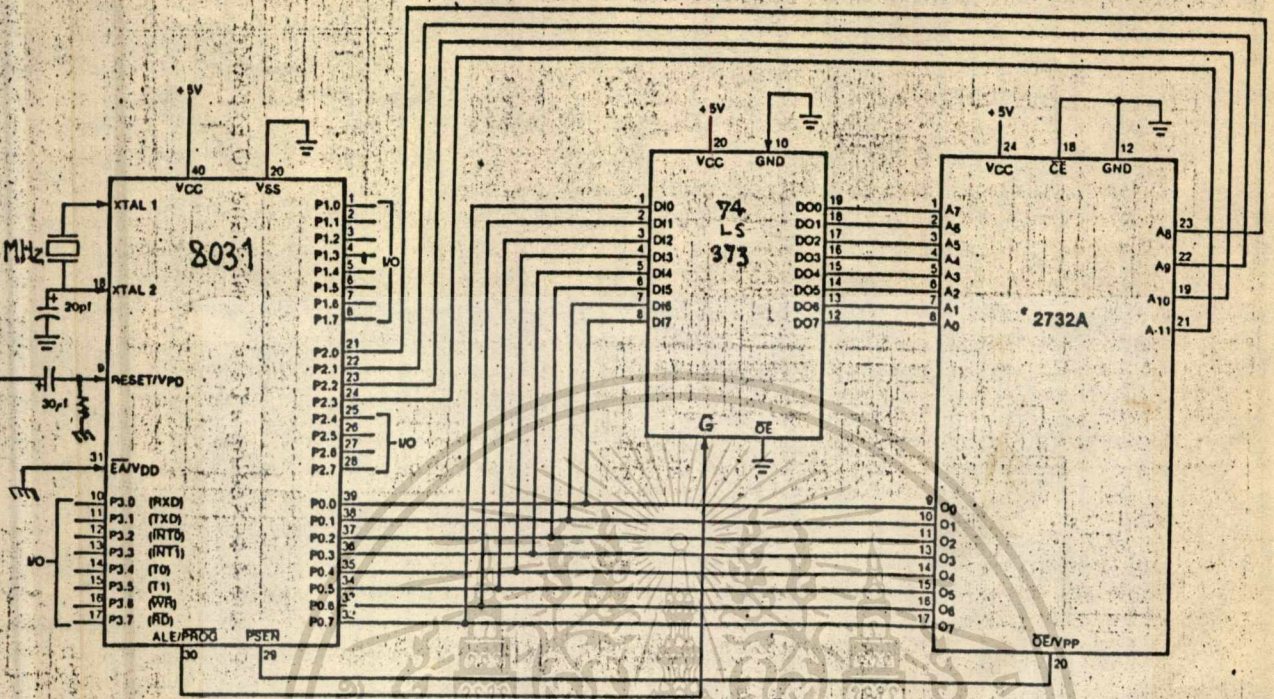 +5V
40
VCC
20
VSS
XTAL 1
MHz
18
XTAL 2
20pf
9
RESET/VPD
30
31
EA/VDD
8031
1
P1.0
2
P1.1
3
P1.2
4
P1.3
5
P1.4
6
P1.5
7
P1.6
8
P1.7
I/O
21
P2.0
22
P2.1
23
P2.2
24
P2.3
25
P2.4
26
P2.5
27
P2.6
28
P2.7
I/O
10 P3.0 (RXD)
11 P3.1 (TXD)
12 P3.2 (INT0)
13 P3.3 (INT1)
14 P3.4 (T0)
15 P3.5 (T1)
16 P3.6 (WR)
17 P3.7 (RD)
I/O
P0.0 39
P0.1 38
P0.2 37
P0.3 36
P0.4 35
P0.5 34
P0.6
P0.7
ALE/PROG
30
PSEN
29
+5V
20
VCC
10
GND
74
LS
373
1 DI0
2 DI1
3 DI2
4 DI3
5 DI4
6 DI5
7 DI6
8 DI7
DO0 19
DO1 18
DO2 17
DO3 16
DO4 15
DO5 14
DO6 13
DO7 12
G
OE
+5V
24
VCC
18
CE
12
GND
1 A7
2 A6
3 A5
4 A4
5 A3
6 A2
7 A1
8 A0
A8 23
A9 22
A10 19
A-11 21
2732A
9 O0
10 O1
11 O2
13 O3
14 O4
15 O5
16 O6
17 O7
OE/VPP
20